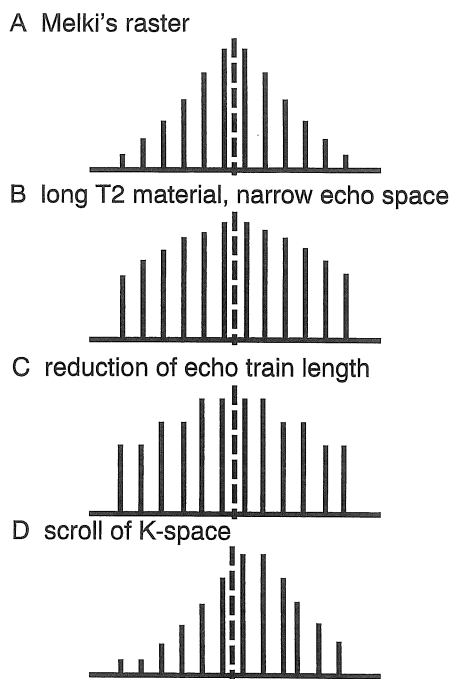 A Melki's raster
B long T2 material, narrow echo space
C reduction of echo train length
D scroll of K-space